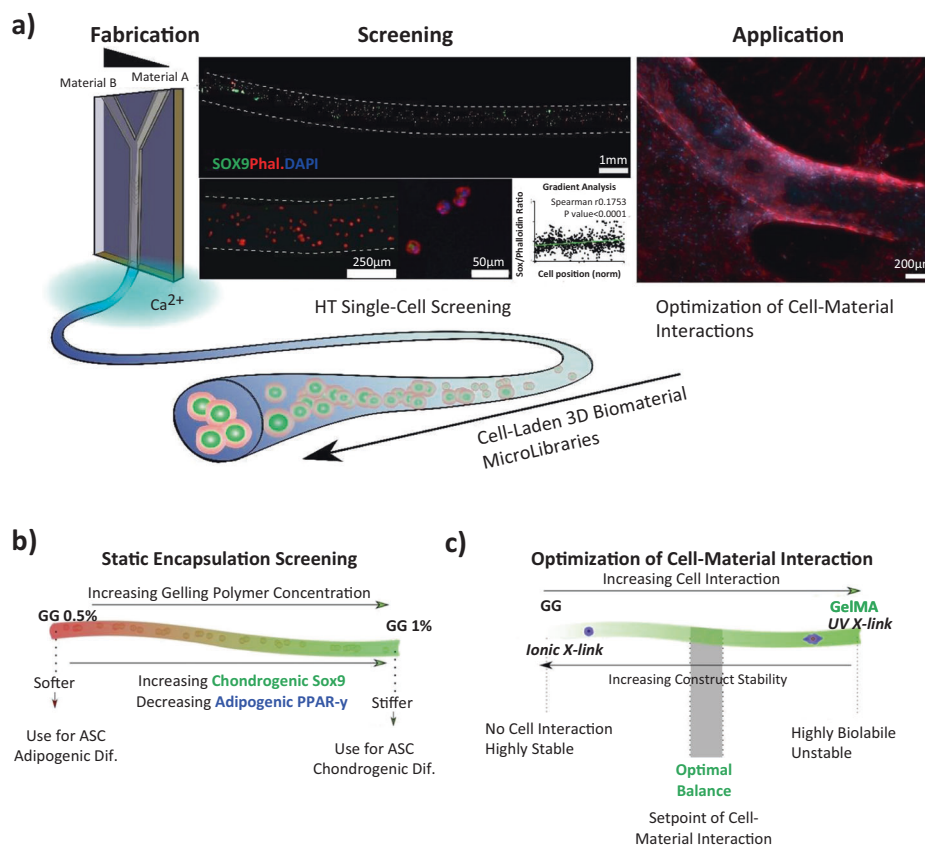 a)
Fabrication
Screening
Application
Material B
Material A
SOX9Phal.DAPI
1mm
250µm
50µm
Gradient Analysis
Spearman r0.1753
P value<0.0001
Sox/Phalloidin Ratio
Cell position (norm)
200µm
Ca2+
HT Single-Cell Screening
Optimization of Cell-Material
Interactions
Cell-Laden 3D Biomaterial
MicroLibraries
b)
Static Encapsulation Screening
Increasing Gelling Polymer Concentration
GG 0.5%
GG 1%
Softer
Increasing Chondrogenic Sox9
Decreasing Adipogenic PPAR-y
Stiffer
Use for ASC
Adipogenic Dif.
Use for ASC
Chondrogenic Dif.
c)
Optimization of Cell-Material Interaction
Increasing Cell Interaction
GG
GelMA
UV X-link
Ionic X-link
Increasing Construct Stability
No Cell Interaction
Highly Stable
Highly Biolabile
Unstable
Optimal
Balance
Setpoint of Cell-
Material Interaction